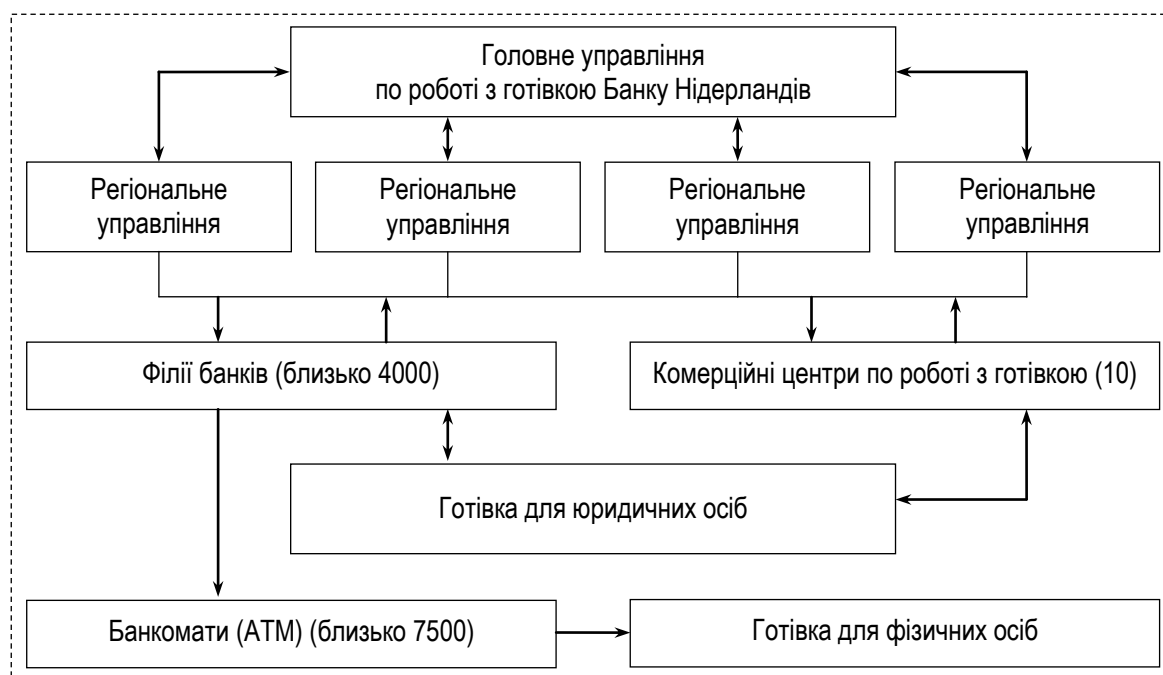 Головне управління
по роботі з готівкою Банку Нідерландів
Регіональне
управління
Регіональне
управління
Регіональне
управління
Регіональне
управління
Філії банків (близько 4000)
Комерційні центри по роботі з готівкою (10)
Готівка для юридичних осіб
Банкомати (ATM) (близько 7500)
Готівка для фізичних осіб